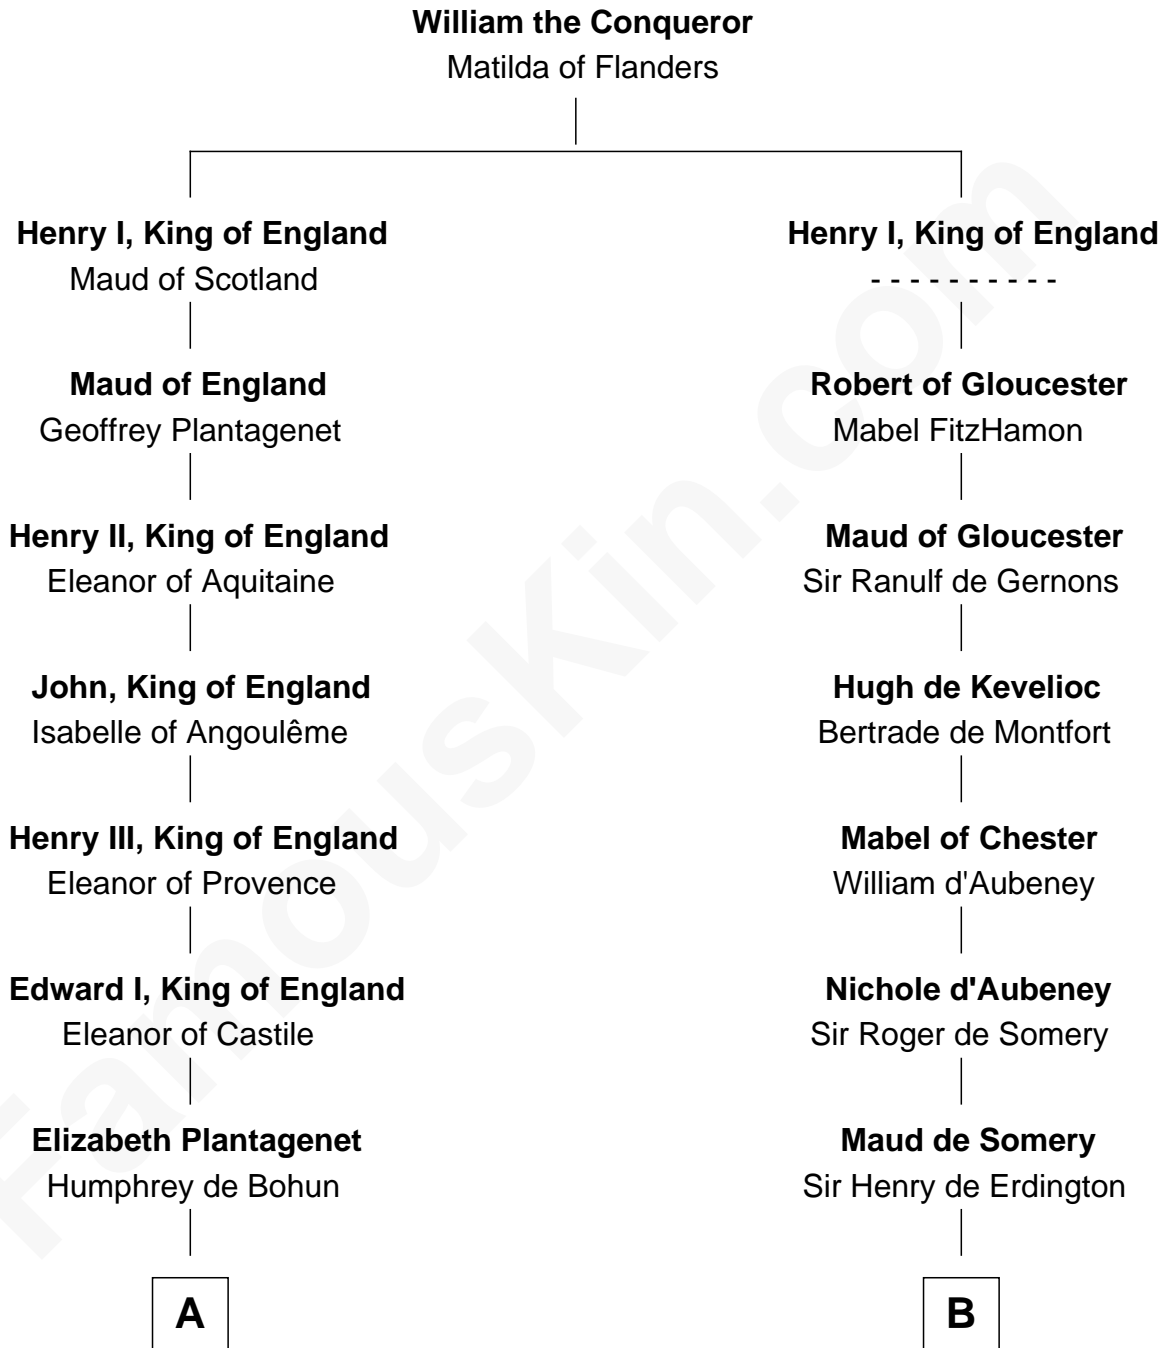 William the Conqueror
Matilda of Flanders
Henry I, King of England
Maud of Scotland
Maud of England
Geoffrey Plantagenet
Henry II, King of England
Eleanor of Aquitaine
John, King of England
Isabelle of Angoulême
Henry III, King of England
Eleanor of Provence
Edward I, King of England
Eleanor of Castile
Elizabeth Plantagenet
Humphrey de Bohun
A
Henry I, King of England
- - - - - - - - - -
Robert of Gloucester
Mabel FitzHamon
Maud of Gloucester
Sir Ranulf de Gernons
Hugh de Kevelioc
Bertrade de Montfort
Mabel of Chester
William d'Aubeney
Nichole d'Aubeney
Sir Roger de Somery
Maud de Somery
Sir Henry de Erdington
B
FamousKin.com